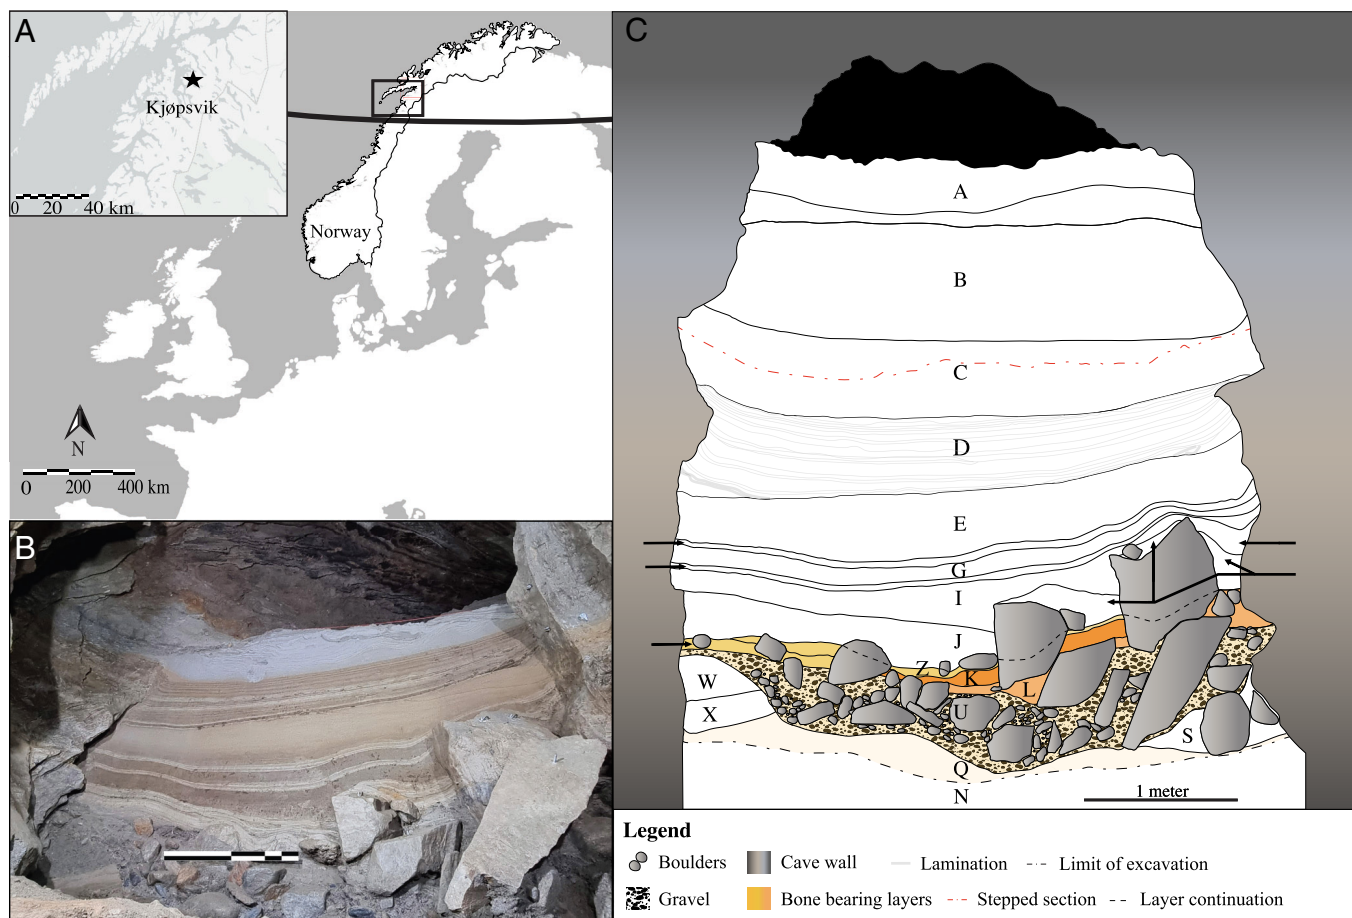 A
Kjøpsvik
0 20 40 km
Norway
N
0 200 400 km
B
C
A
B
C
D
E
G
I
J
Z
K
L
W
X
U
S
Q
N
1 meter
Legend
Boulders
Cave wall
Lamination
Limit of excavation
Gravel
Bone bearing layers
Stepped section
Layer continuation